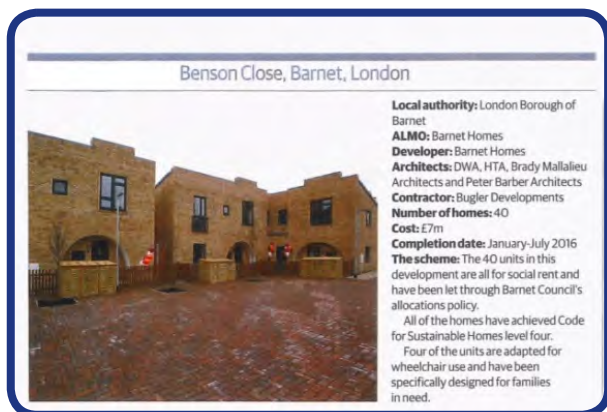 Benson Close, Barnet, London
Local authority: London Borough of
Barnet
ALMO: Barnet Homes
Developer: Barnet Homes
Architects: DWA, HTA, Brady Mallalieu
Architects and Peter Barber Architects
Contractor: Bugler Developments
Number of homes: 40
Cost: £7m
Completion date: January-July 2016
The scheme: The 40 units in this
development are all for social rent and
have been let through Barnet Council's
allocations policy.
All of the homes have achieved Code
for Sustainable Homes level four.
Four of the units are adapted for
wheelchair use and have been
specifically designed for families
in need.